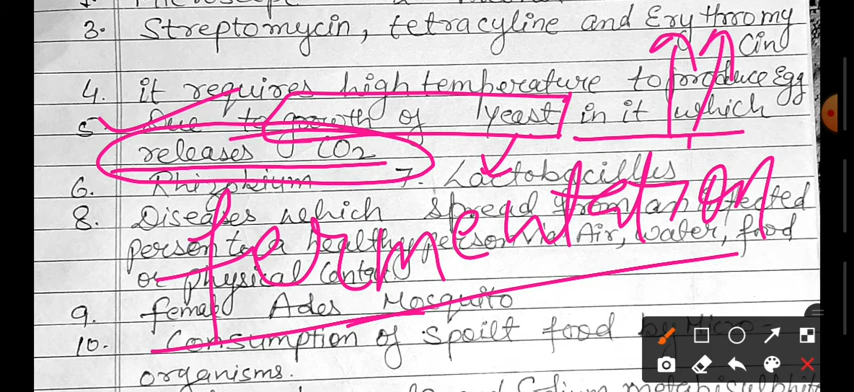 3. Streptomycin, tetracyline and Erythromy
cin
4. it requires high temperature to produce Egg
5 Due to growth of yeast in it which
releases CO2
6. Rhizobium 7. Lactobacillus
8. Diseases which spread from an infected
person to a healthy person via Air, water, food
or physical Contact
fermentation
9. female Ades Mosquito
10. Consumption of spoilt food by Micro-
organisms.